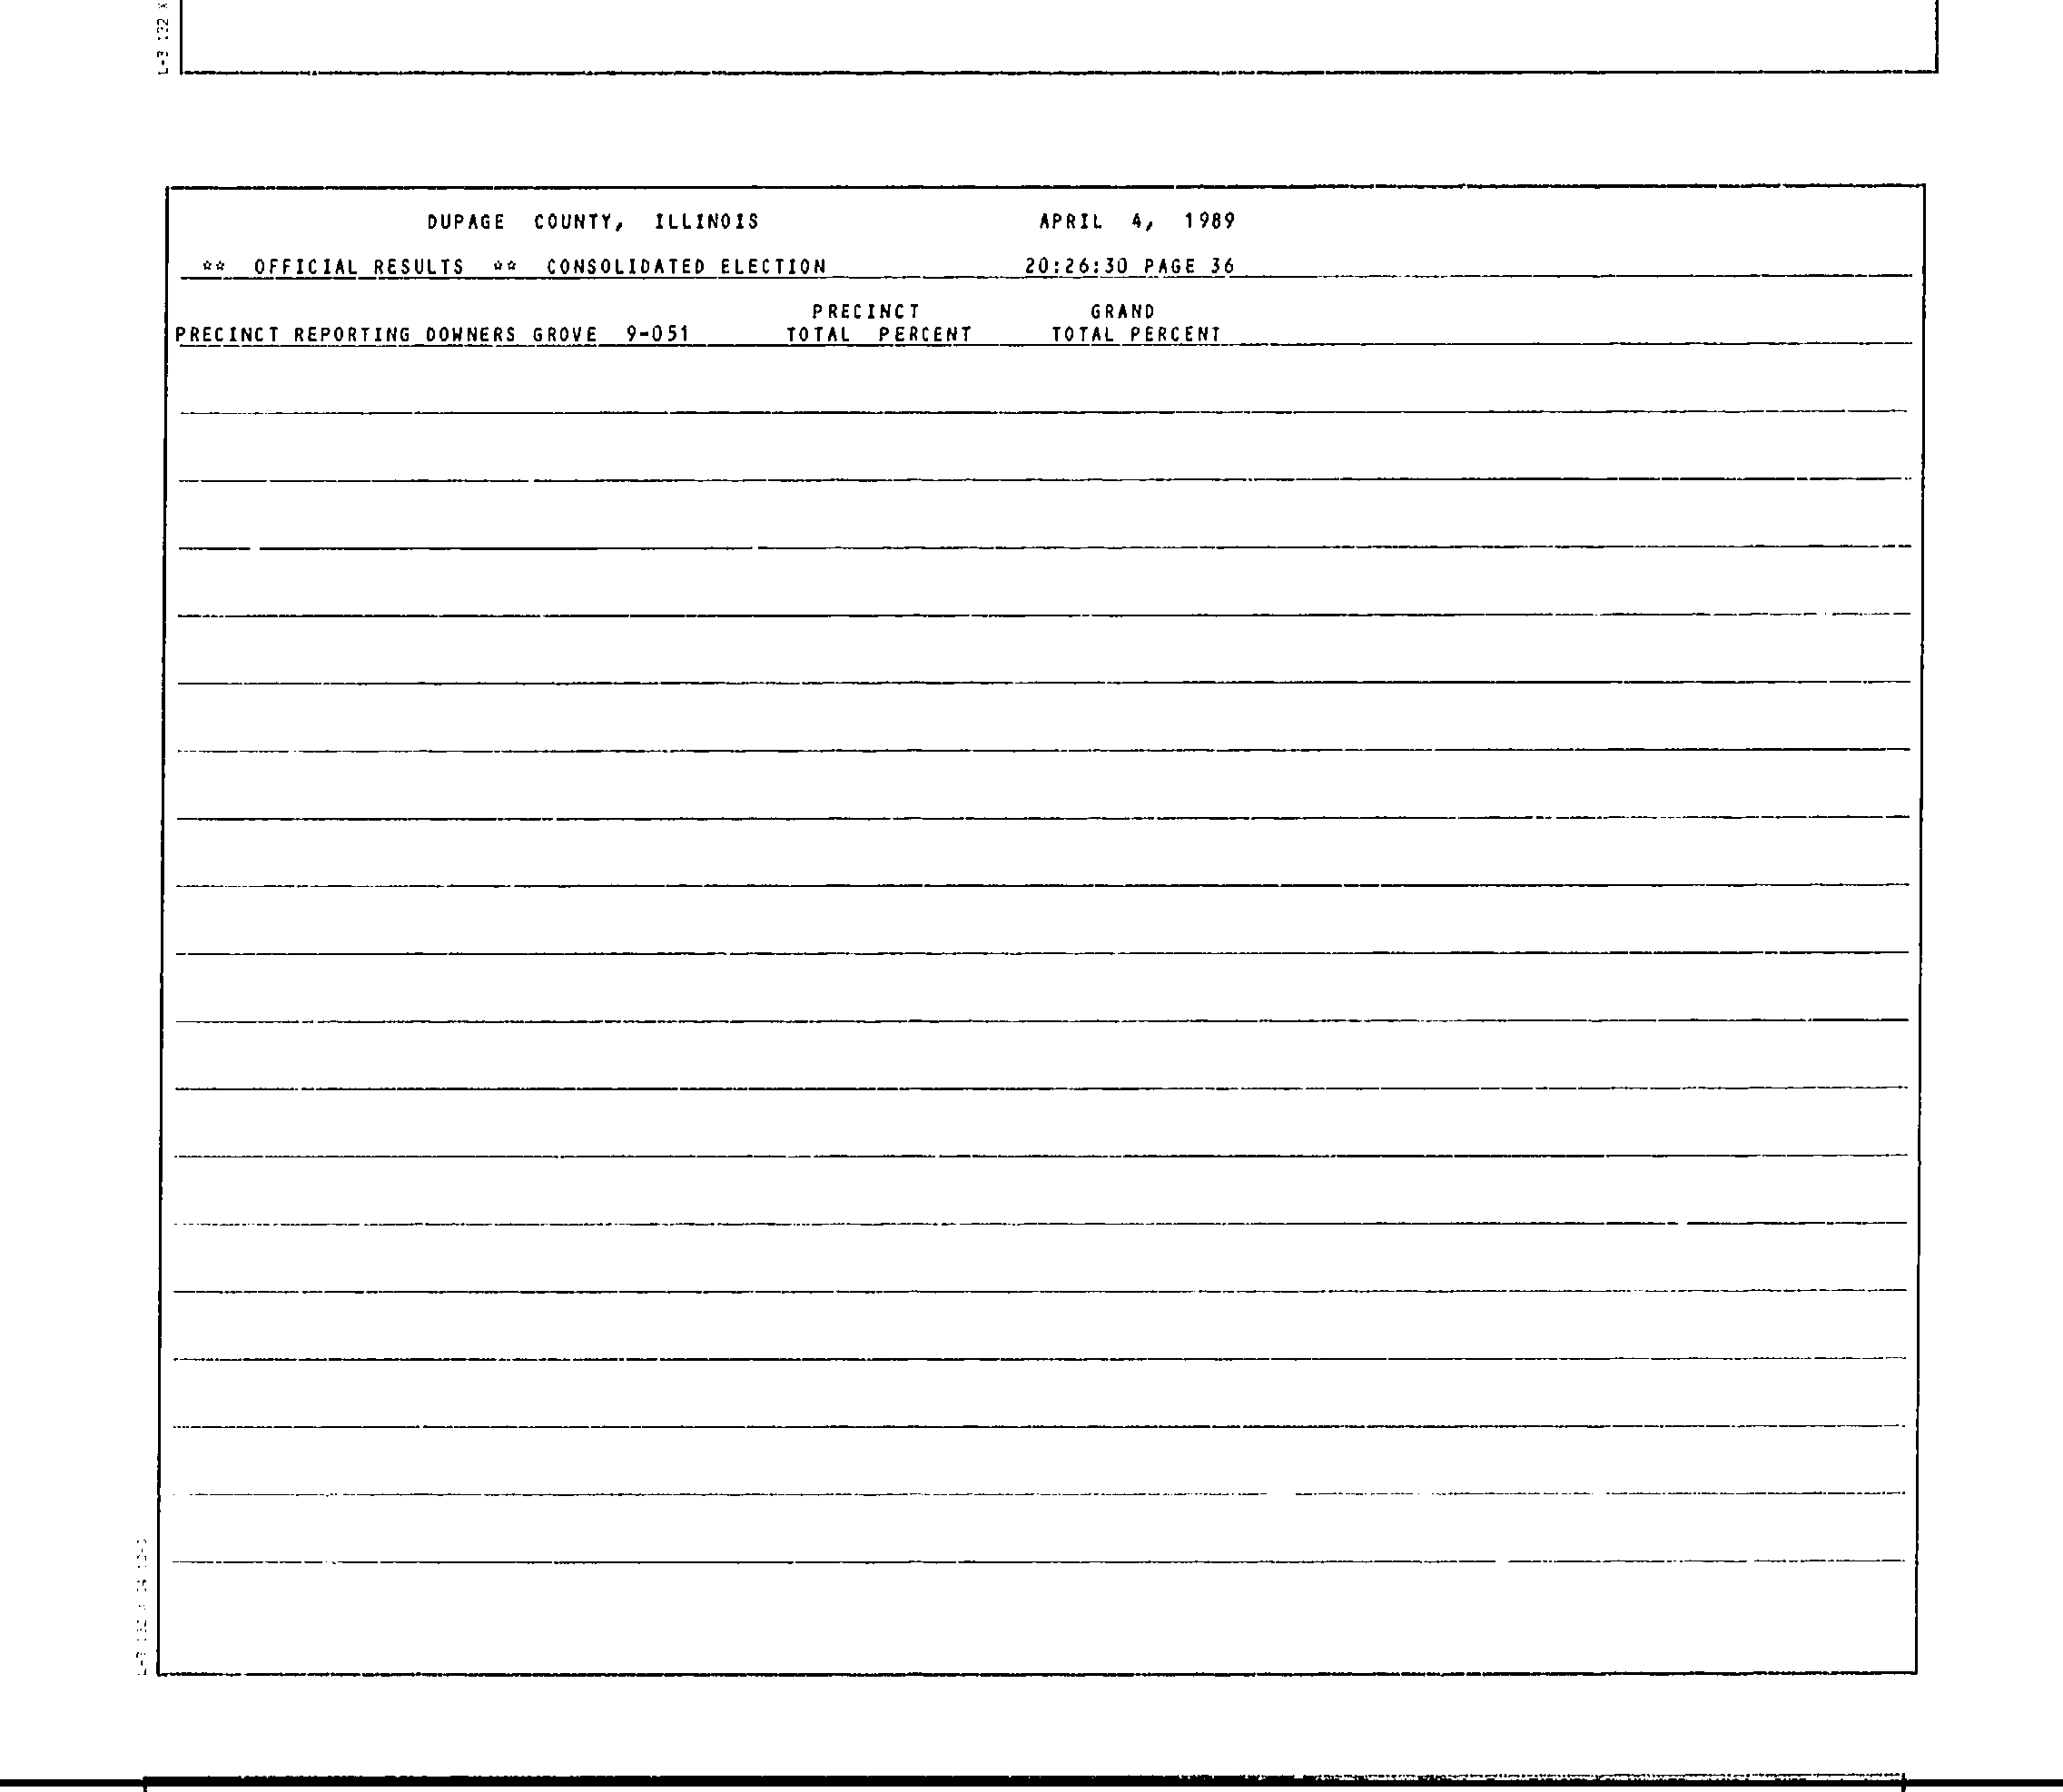 DUPAGE COUNTY, ILLINOIS APRIL 4, 1989
** OFFICIAL RESULTS ** CONSOLIDATED ELECTION 20:26:30 PAGE 36
PRECINCT GRAND
PRECINCT REPORTING DOWNERS GROVE 9-051 TOTAL PERCENT TOTAL PERCENT